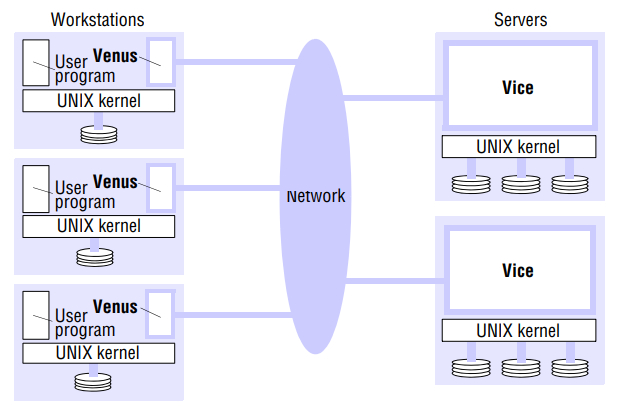 Workstations
Servers
User Venus
program
UNIX kernel
Vice
UNIX kernel
User Venus
program
UNIX kernel
Network
Vice
UNIX kernel
User Venus
program
UNIX kernel